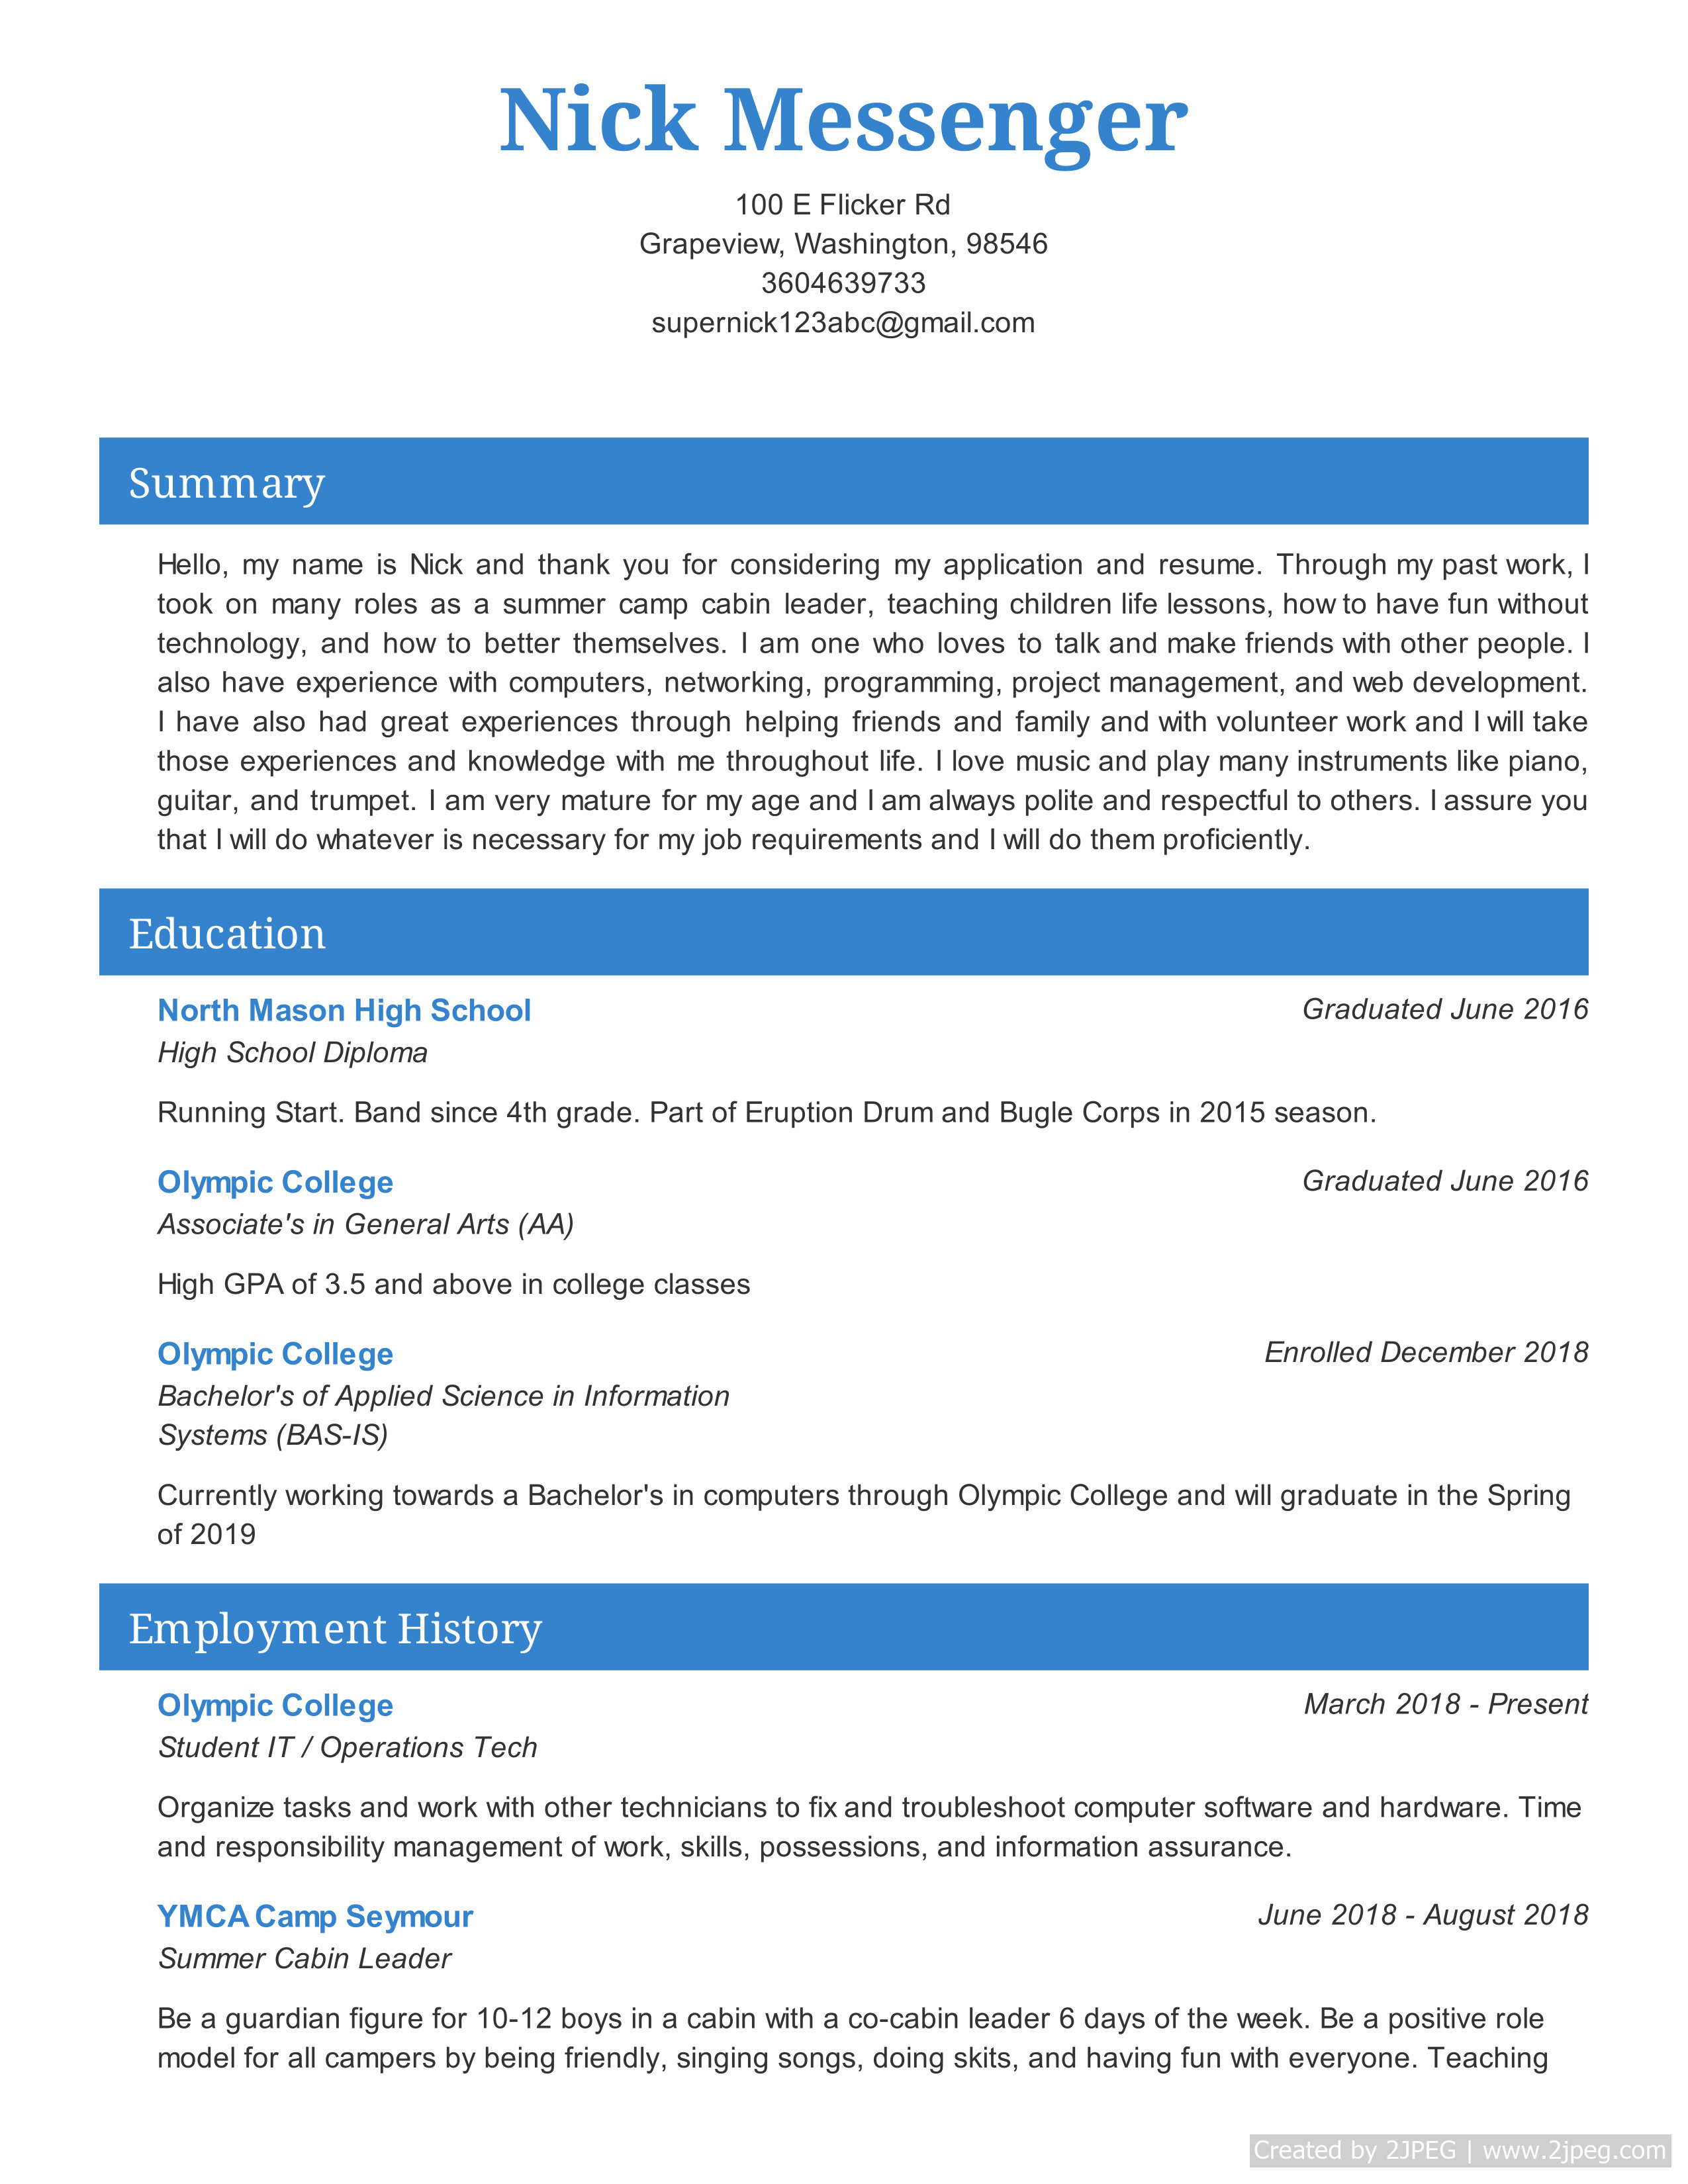 Nick Messenger
100 E Flicker Rd
Grapeview, Washington, 98546
3604639733
supernick123abc@gmail.com
Summary
Hello, my name is Nick and thank you for considering my application and resume. Through my past work, I
took on many roles as a summer camp cabin leader, teaching children life lessons, how to have fun without
technology, and how to better themselves. I am one who loves to talk and make friends with other people. I
also have experience with computers, networking, programming, project management, and web development.
I have also had great experiences through helping friends and family and with volunteer work and I will take
those experiences and knowledge with me throughout life. I love music and play many instruments like piano,
guitar, and trumpet. I am very mature for my age and I am always polite and respectful to others. I assure you
that I will do whatever is necessary for my job requirements and I will do them proficiently.
Education
North Mason High School Graduated June 2016
High School Diploma
Running Start. Band since 4th grade. Part of Eruption Drum and Bugle Corps in 2015 season.
Olympic College Graduated June 2016
Associate's in General Arts (AA)
High GPA of 3.5 and above in college classes
Olympic College Enrolled December 2018
Bachelor's of Applied Science in Information
Systems (BAS-IS)
Currently working towards a Bachelor's in computers through Olympic College and will graduate in the Spring
of 2019
Employment History
Olympic College March 2018 - Present
Student IT / Operations Tech
Organize tasks and work with other technicians to fix and troubleshoot computer software and hardware. Time
and responsibility management of work, skills, possessions, and information assurance.
YMCA Camp Seymour June 2018 - August 2018
Summer Cabin Leader
Be a guardian figure for 10-12 boys in a cabin with a co-cabin leader 6 days of the week. Be a positive role
model for all campers by being friendly, singing songs, doing skits, and having fun with everyone. Teaching
Created by 2JPEG | www.2jpeg.com